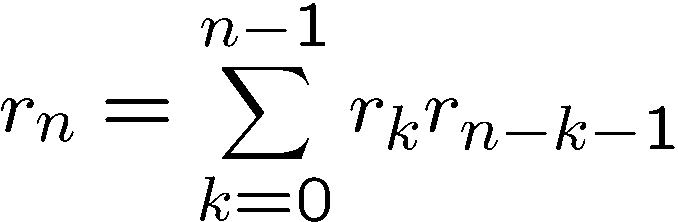 r_n = \sum_{k=0}^{n-1} r_k r_{n-k-1}